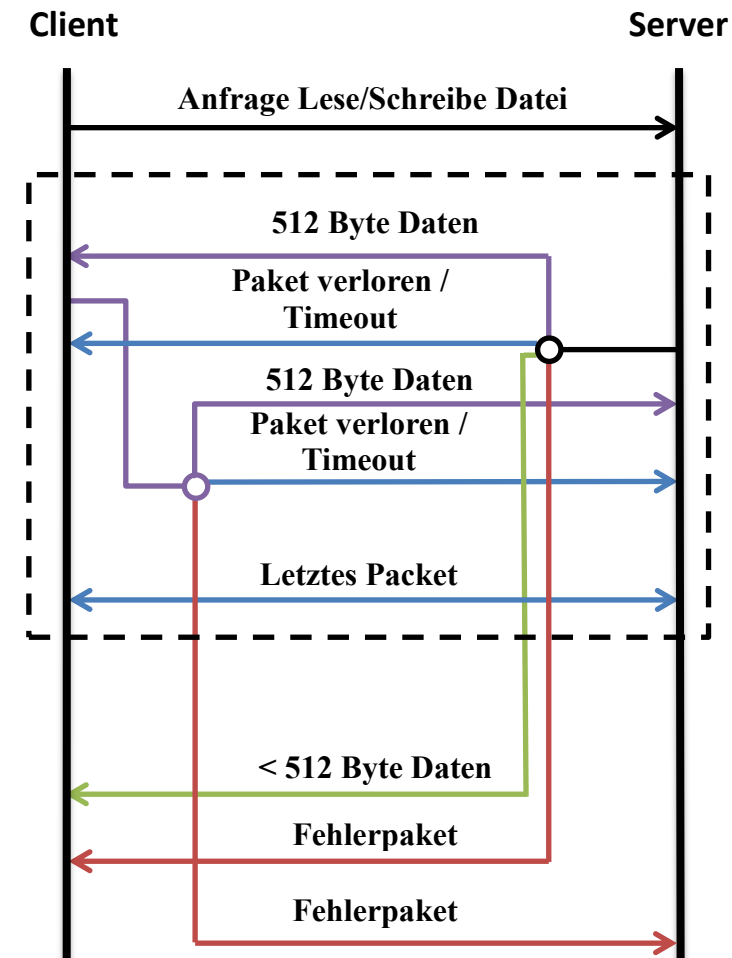 Client
Server
Anfrage Lese/Schreibe Datei
512 Byte Daten
Paket verloren /
Timeout
512 Byte Daten
Paket verloren /
Timeout
Letztes Packet
< 512 Byte Daten
Fehlerpaket
Fehlerpaket